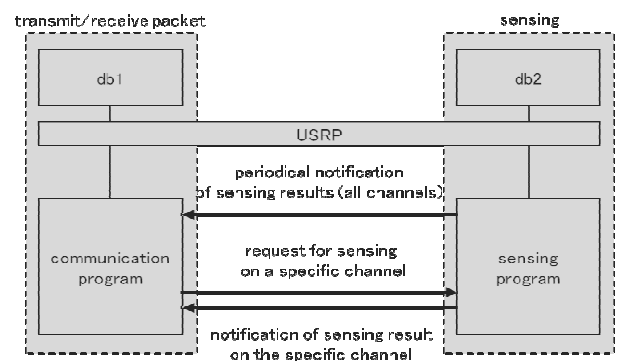 transmit/receive packet
sensing
db1
db2
USRP
periodical notification
of sensing results(all channels)
communication
program
request for sensing
on a specific channel
sensing
program
notification of sensing result
on the specific channel